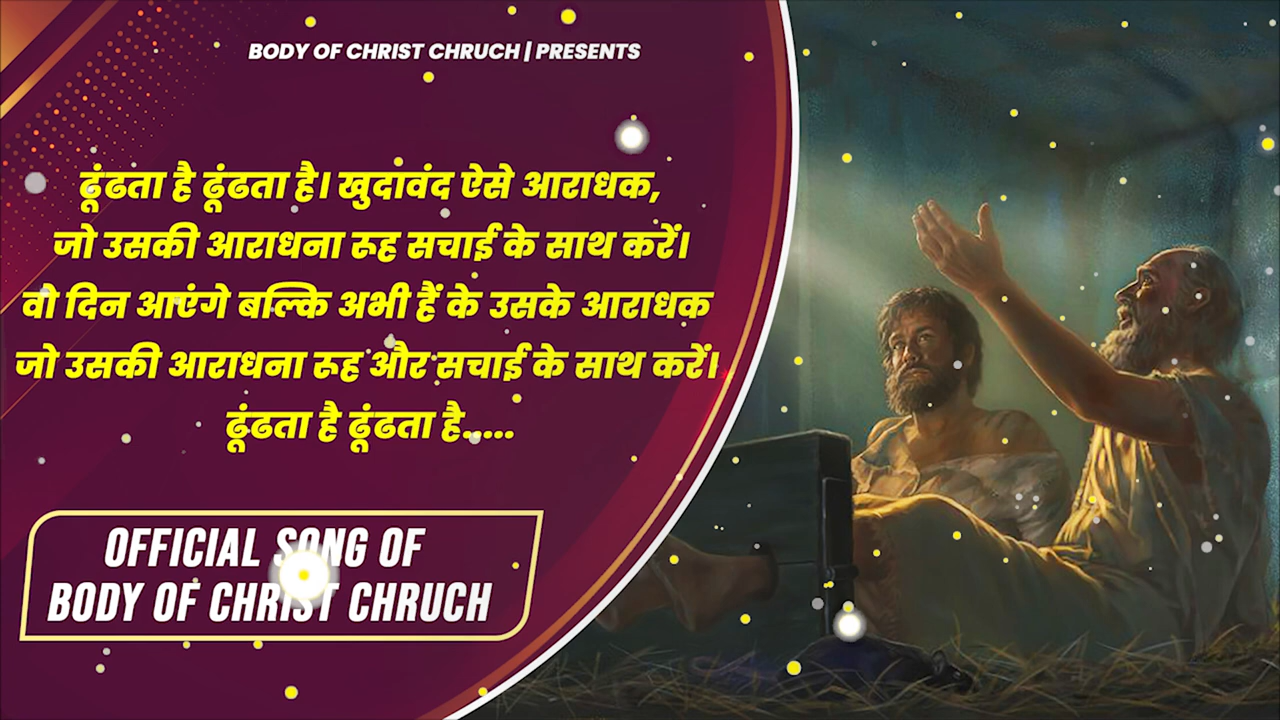 BODY OF CHRIST CHRUCH | PRESENTS
ढूंढता है ढूंढता है। खुदावंद ऐसे आराधक,
जो उसकी आराधना रूह सचाई के साथ करें।
वो दिन आएंगे बल्कि अभी हैं के उसके आराधक
जो उसकी आराधना रूह और सचाई के साथ करें।
ढूंढता है ढूंढता है.....
OFFICIAL SONG OF
BODY OF CHRIST CHRUCH